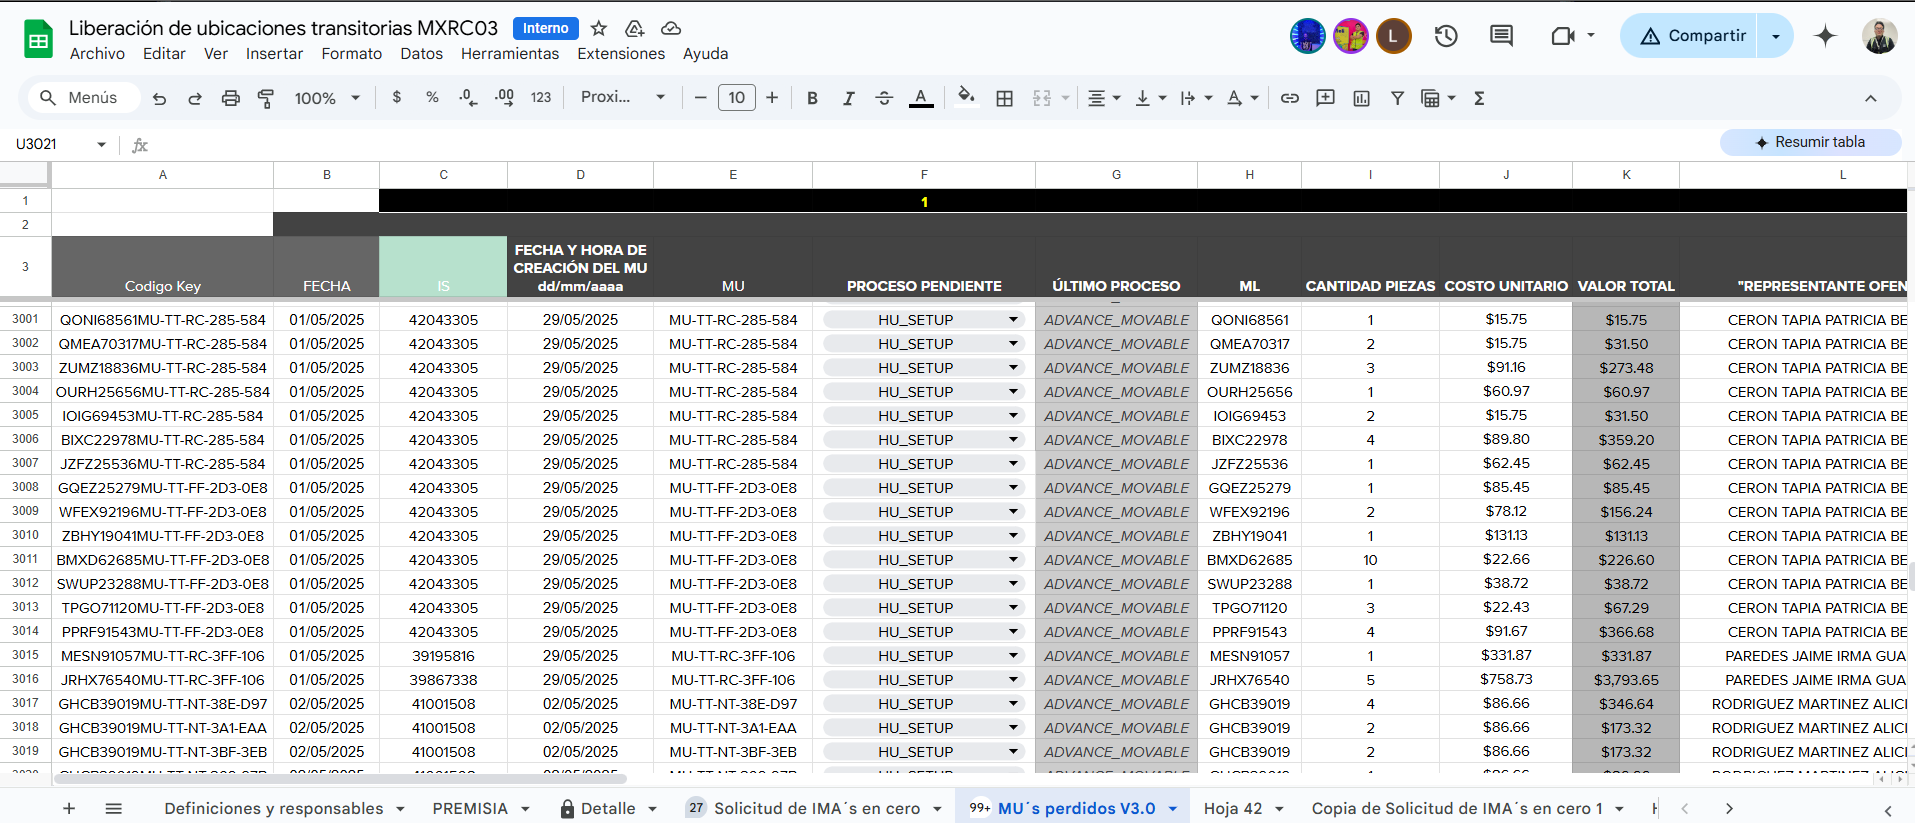 Liberación de ubicaciones transitorias MXRC03 Interno
Archivo Editar Ver Insertar Formato Datos Herramientas Extensiones Ayuda
L
Compartir
Menús 100% $ % .0 .00 123 Proxi... 10 B I A Σ
U3021 fx
Resumir tabla
A B C D E F G H I J K L
1 1
2
3 Codigo Key FECHA IS FECHA Y HORA DE CREACIÓN DEL MU dd/mm/aaaa MU PROCESO PENDIENTE ÚLTIMO PROCESO ML CANTIDAD PIEZAS COSTO UNITARIO VALOR TOTAL "REPRESENTANTE OFEN
3001 QONI68561MU-TT-RC-285-584 01/05/2025 42043305 29/05/2025 MU-TT-RC-285-584 HU_SETUP ADVANCE_MOVABLE QONI68561 1 $15.75 $15.75 CERON TAPIA PATRICIA BE
3002 QMEA70317MU-TT-RC-285-584 01/05/2025 42043305 29/05/2025 MU-TT-RC-285-584 HU_SETUP ADVANCE_MOVABLE QMEA70317 2 $15.75 $31.50 CERON TAPIA PATRICIA BE
3003 ZUMZ18836MU-TT-RC-285-584 01/05/2025 42043305 29/05/2025 MU-TT-RC-285-584 HU_SETUP ADVANCE_MOVABLE ZUMZ18836 3 $91.16 $273.48 CERON TAPIA PATRICIA BE
3004 OURH25656MU-TT-RC-285-584 01/05/2025 42043305 29/05/2025 MU-TT-RC-285-584 HU_SETUP ADVANCE_MOVABLE OURH25656 1 $60.97 $60.97 CERON TAPIA PATRICIA BE
3005 IOIG69453MU-TT-RC-285-584 01/05/2025 42043305 29/05/2025 MU-TT-RC-285-584 HU_SETUP ADVANCE_MOVABLE IOIG69453 2 $15.75 $31.50 CERON TAPIA PATRICIA BE
3006 BIXC22978MU-TT-RC-285-584 01/05/2025 42043305 29/05/2025 MU-TT-RC-285-584 HU_SETUP ADVANCE_MOVABLE BIXC22978 4 $89.80 $359.20 CERON TAPIA PATRICIA BE
3007 JZFZ25536MU-TT-RC-285-584 01/05/2025 42043305 29/05/2025 MU-TT-RC-285-584 HU_SETUP ADVANCE_MOVABLE JZFZ25536 1 $62.45 $62.45 CERON TAPIA PATRICIA BE
3008 GQEZ25279MU-TT-FF-2D3-0E8 01/05/2025 42043305 29/05/2025 MU-TT-FF-2D3-0E8 HU_SETUP ADVANCE_MOVABLE GQEZ25279 1 $85.45 $85.45 CERON TAPIA PATRICIA BE
3009 WFEX92196MU-TT-FF-2D3-0E8 01/05/2025 42043305 29/05/2025 MU-TT-FF-2D3-0E8 HU_SETUP ADVANCE_MOVABLE WFEX92196 2 $78.12 $156.24 CERON TAPIA PATRICIA BE
3010 ZBHY19041MU-TT-FF-2D3-0E8 01/05/2025 42043305 29/05/2025 MU-TT-FF-2D3-0E8 HU_SETUP ADVANCE_MOVABLE ZBHY19041 1 $131.13 $131.13 CERON TAPIA PATRICIA BE
3011 BMXD62685MU-TT-FF-2D3-0E8 01/05/2025 42043305 29/05/2025 MU-TT-FF-2D3-0E8 HU_SETUP ADVANCE_MOVABLE BMXD62685 10 $22.66 $226.60 CERON TAPIA PATRICIA BE
3012 SWUP23288MU-TT-FF-2D3-0E8 01/05/2025 42043305 29/05/2025 MU-TT-FF-2D3-0E8 HU_SETUP ADVANCE_MOVABLE SWUP23288 1 $38.72 $38.72 CERON TAPIA PATRICIA BE
3013 TPGO71120MU-TT-FF-2D3-0E8 01/05/2025 42043305 29/05/2025 MU-TT-FF-2D3-0E8 HU_SETUP ADVANCE_MOVABLE TPGO71120 3 $22.43 $67.29 CERON TAPIA PATRICIA BE
3014 PPRF91543MU-TT-FF-2D3-0E8 01/05/2025 42043305 29/05/2025 MU-TT-FF-2D3-0E8 HU_SETUP ADVANCE_MOVABLE PPRF91543 4 $91.67 $366.68 CERON TAPIA PATRICIA BE
3015 MESN91057MU-TT-RC-3FF-106 01/05/2025 39195816 29/05/2025 MU-TT-RC-3FF-106 HU_SETUP ADVANCE_MOVABLE MESN91057 1 $331.87 $331.87 PAREDES JAIME IRMA GUA
3016 JRHX76540MU-TT-RC-3FF-106 01/05/2025 39867338 29/05/2025 MU-TT-RC-3FF-106 HU_SETUP ADVANCE_MOVABLE JRHX76540 5 $758.73 $3,793.65 PAREDES JAIME IRMA GUA
3017 GHCB39019MU-TT-NT-38E-D97 02/05/2025 41001508 02/05/2025 MU-TT-NT-38E-D97 HU_SETUP ADVANCE_MOVABLE GHCB39019 4 $86.66 $346.64 RODRIGUEZ MARTINEZ ALICI
3018 GHCB39019MU-TT-NT-3A1-EAA 02/05/2025 41001508 02/05/2025 MU-TT-NT-3A1-EAA HU_SETUP ADVANCE_MOVABLE GHCB39019 2 $86.66 $173.32 RODRIGUEZ MARTINEZ ALICI
3019 GHCB39019MU-TT-NT-3BF-3EB 02/05/2025 41001508 02/05/2025 MU-TT-NT-3BF-3EB HU_SETUP ADVANCE_MOVABLE GHCB39019 2 $86.66 $173.32 RODRIGUEZ MARTINEZ ALICI
Definiciones y responsables PREMISIA Detalle 27 Solicitud de IMA´s en cero 99+ MU´s perdidos V3.0 Hoja 42 Copia de Solicitud de IMA´s en cero 1